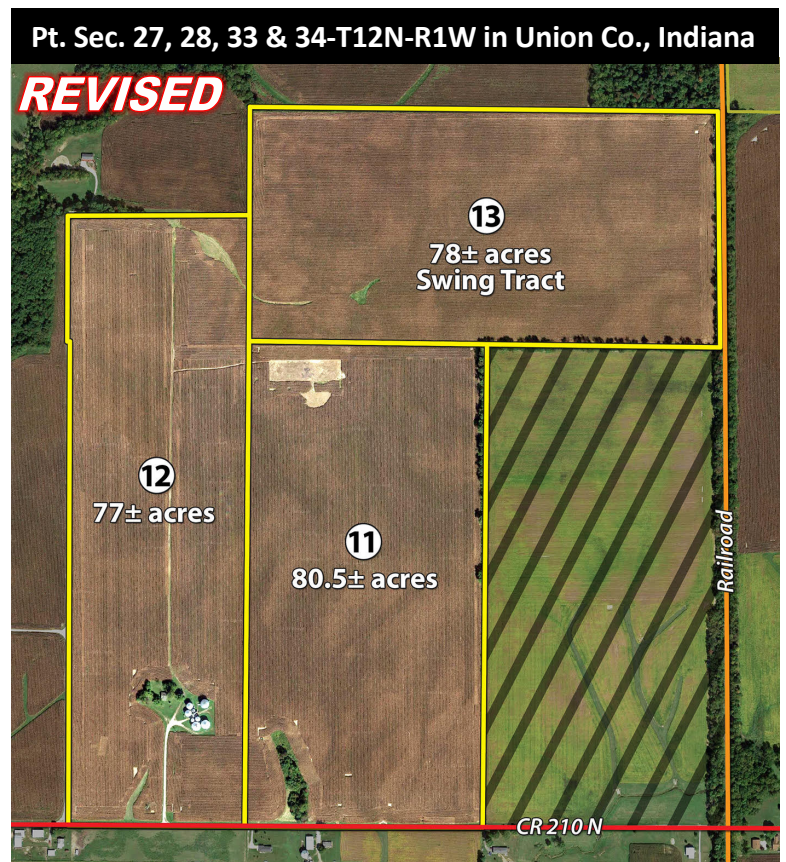 Pt. Sec. 27, 28, 33 & 34-T12N-R1W in Union Co., Indiana
REVISED
13
78± acres
Swing Tract
12
77± acres
11
80.5± acres
Railroad
CR 210 N